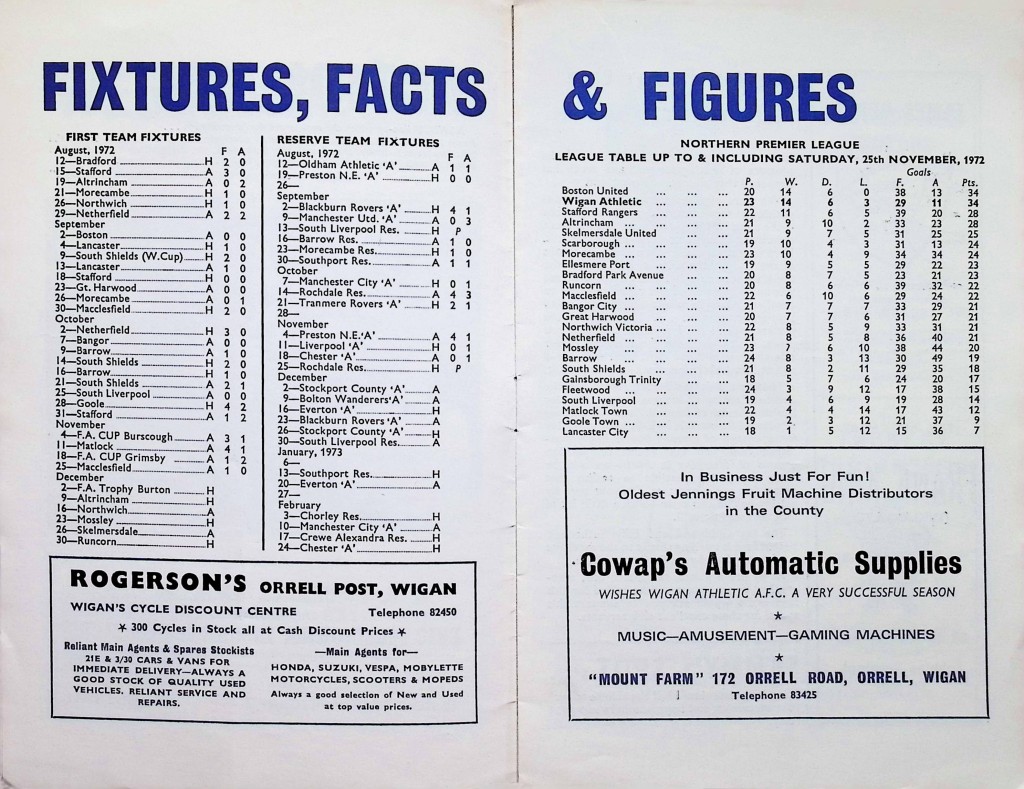 FIXTURES, FACTS
FIRST TEAM FIXTURES
August, 1972 F A
12—Bradford H 2 0
15—Stafford A 3 0
19—Altrincham A 0 2
21—Morecambe H 1 0
26—Northwich H 1 0
29—Netherfield A 2 2
September
2—Boston A 0 0
4—Lancaster H 1 0
9—South Shields (W.Cup) H 2 0
13—Lancaster A 1 0
18—Stafford H 0 0
23—Gt. Harwood A 0 0
26—Morecambe A 0 1
30—Macclesfield H 2 0
October
2—Netherfield H 3 0
7—Bangor A 0 0
9—Barrow A 1 0
14—South Shields H 2 0
16—Barrow H 1 0
21—South Shields A 2 1
25—South Liverpool A 0 0
28—Goole H 4 2
31—Stafford A 1 2
November
4—F.A. CUP Burscough A 3 1
11—Matlock A 4 1
18—F.A. CUP Grimsby A 1 2
25—Macclesfield A 1 0
December
2—F.A. Trophy Burton H
9—Altrincham H
16—Northwich A
23—Mossley H
26—Skelmersdale A
30—Runcorn H
RESERVE TEAM FIXTURES
August, 1972 F A
12—Oldham Athletic 'A' A 1 1
19—Preston N.E. 'A' H 0 0
26—
September
2—Blackburn Rovers 'A' H 4 1
9—Manchester Utd. 'A' A 0 3
13—South Liverpool Res. H P
16—Barrow Res. A 1 0
23—Morecambe Res. H 1 0
30—Southport Res. A 1 1
October
7—Manchester City 'A' H 0 1
14—Rochdale Res. A 4 3
21—Tranmere Rovers 'A' H 2 1
28—
November
4—Preston N.E.'A' A 4 1
11—Liverpool 'A' H 0 1
18—Chester 'A' A 0 1
25—Rochdale Res. H P
December
2—Stockport County 'A' A
9—Bolton Wanderers'A' A
16—Everton 'A' H
23—Blackburn Rovers 'A' A
26—Stockport County 'A' H
30—South Liverpool Res. A
January, 1973
6—
13—Southport Res. H
20—Everton 'A' A
27—
February
3—Chorley Res. H
10—Manchester City 'A' A
17—Crewe Alexandra Res. H
24—Chester 'A' H
ROGERSON'S ORRELL POST, WIGAN
WIGAN'S CYCLE DISCOUNT CENTRE Telephone 82450
★ 300 Cycles in Stock all at Cash Discount Prices ★
Reliant Main Agents & Spares Stockists
21E & 3/30 CARS & VANS FOR
IMMEDIATE DELIVERY—ALWAYS A
GOOD STOCK OF QUALITY USED
VEHICLES. RELIANT SERVICE AND
REPAIRS.
—Main Agents for—
HONDA, SUZUKI, VESPA, MOBYLETTE
MOTORCYCLES, SCOOTERS & MOPEDS
Always a good selection of New and Used
at top value prices.
& FIGURES
NORTHERN PREMIER LEAGUE
LEAGUE TABLE UP TO & INCLUDING SATURDAY, 25th NOVEMBER, 1972
Goals
P. W. D. L. F. A Pts.
Boston United ... ... ... 20 14 6 0 38 13 34
Wigan Athletic ... ... ... 23 14 6 3 29 11 34
Stafford Rangers ... ... ... 22 11 6 5 39 20 28
Altrincham ... ... ... ... 21 9 10 2 33 23 28
Skelmersdale United ... ... 21 9 7 5 31 25 25
Scarborough ... ... ... ... 19 10 4 3 31 13 24
Morecambe ... ... ... ... 23 10 4 9 34 34 24
Ellesmere Port ... ... ... 19 9 5 5 29 22 23
Bradford Park Avenue ... ... 20 8 7 5 23 21 23
Runcorn ... ... ... ... 20 8 6 6 39 32 22
Macclesfield ... ... ... 22 6 10 6 29 24 22
Bangor City ... ... ... 21 7 7 7 33 29 21
Great Harwood ... ... ... 20 7 7 6 31 27 21
Northwich Victoria ... ... ... 22 8 5 9 33 31 21
Netherfield ... ... ... ... 21 8 5 8 36 40 21
Mossley ... ... ... ... 23 7 6 10 38 44 20
Barrow ... ... ... ... 24 8 3 13 30 49 19
South Shields ... ... ... 21 8 2 11 29 35 18
Gainsborough Trinity ... ... 18 5 7 6 24 20 17
Fleetwood ... ... ... ... 24 3 9 12 17 38 15
South Liverpool ... ... ... 19 4 6 9 19 28 14
Matlock Town ... ... ... 22 4 4 14 17 43 12
Goole Town ... ... ... ... 19 2 3 12 21 37 9
Lancaster City ... ... ... 18 1 5 12 15 36 7
In Business Just For Fun!
Oldest Jennings Fruit Machine Distributors
in the County
Cowap's Automatic Supplies
WISHES WIGAN ATHLETIC A.F.C. A VERY SUCCESSFUL SEASON
★
MUSIC—AMUSEMENT—GAMING MACHINES
★
"MOUNT FARM" 172 ORRELL ROAD, ORRELL, WIGAN
Telephone 83425